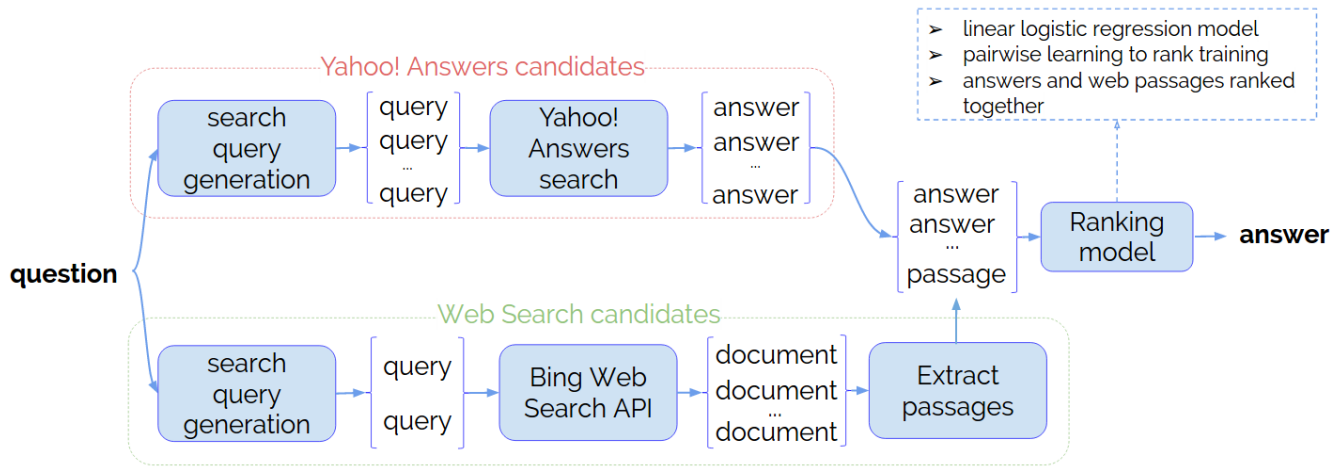 ➢ linear logistic regression model
➢ pairwise learning to rank training
➢ answers and web passages ranked
together
Yahoo! Answers candidates
search
query
generation
query
query
...
query
Yahoo!
Answers
search
answer
answer
...
answer
answer
answer
...
passage
Ranking
model
answer
question
Web Search candidates
search
query
generation
query
query
Bing Web
Search API
document
document
...
document
Extract
passages